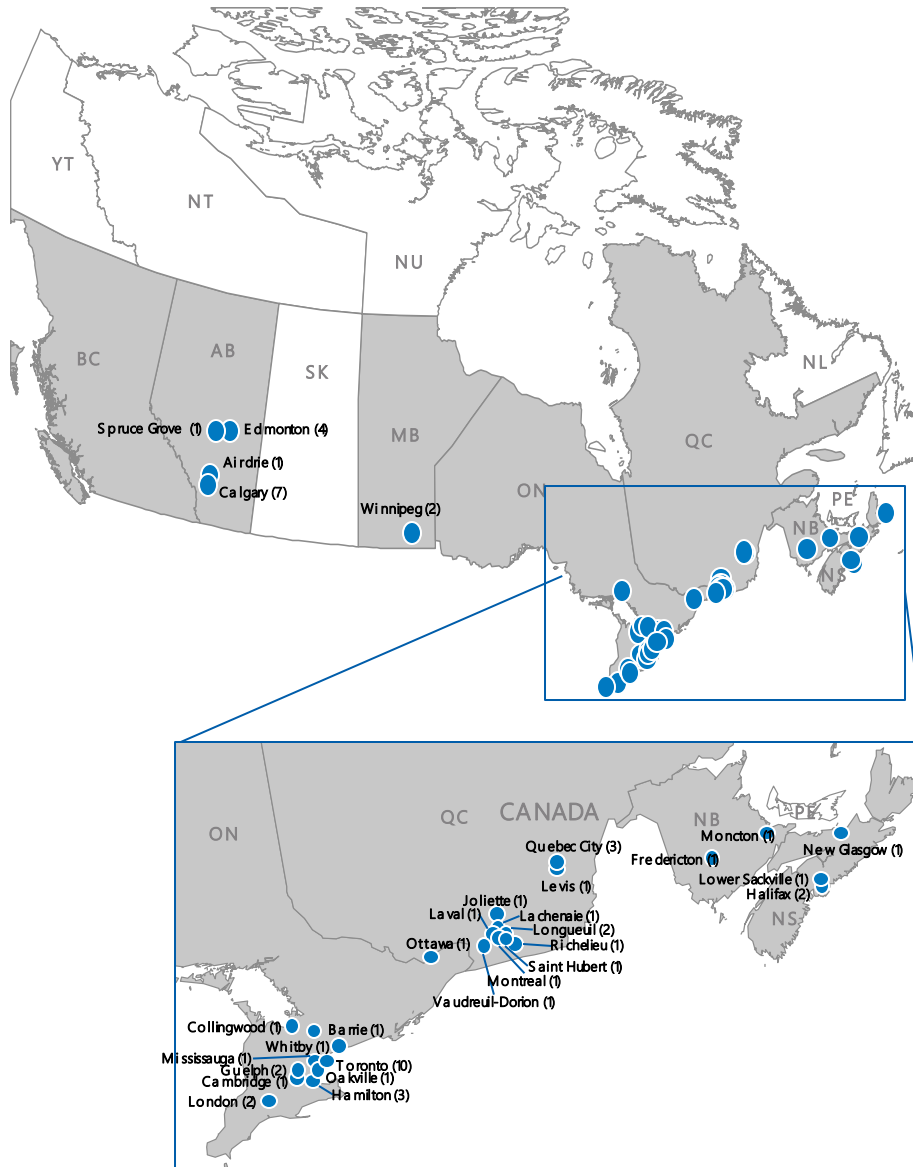 YT
NT
NU
BC
AB
SK
MB
ON
QC
NL
PE
NB
NS
Spruce Grove (1)
Edmonton (4)
Airdrie (1)
Calgary (7)
Winnipeg (2)
ON
QC
CANADA
NB
PE
NS
Moncton (1)
New Glasgow (1)
Fredericton (1)
Lower Sackville (1)
Halifax (2)
Quebec City (3)
Levis (1)
Joliette (1)
Laval (1)
Lachenaie (1)
Longueuil (2)
Ottawa (1)
Richelieu (1)
Saint Hubert (1)
Montreal (1)
Vaudreuil-Dorion (1)
Collingwood (1)
Barrie (1)
Whitby (1)
Mississauga (1)
Toronto (10)
Guelph (2)
Oakville (1)
Cambridge (1)
Hamilton (3)
London (2)